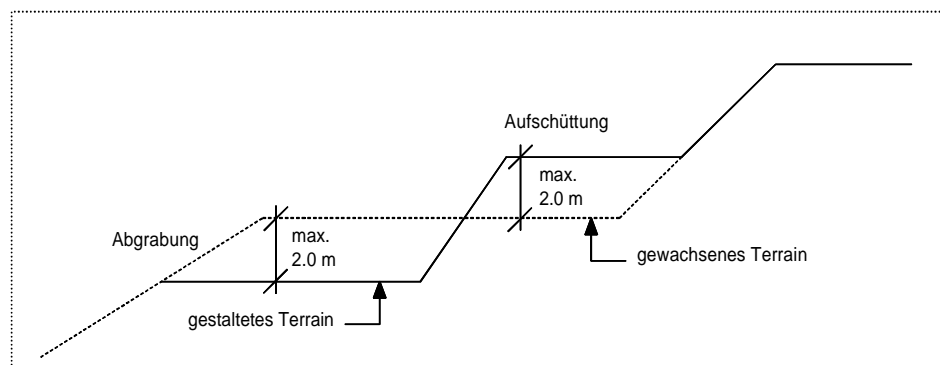 Aufschüttung
max.
2.0 m
Abgrabung
max.
2.0 m
gewachsenes Terrain
gestaltetes Terrain